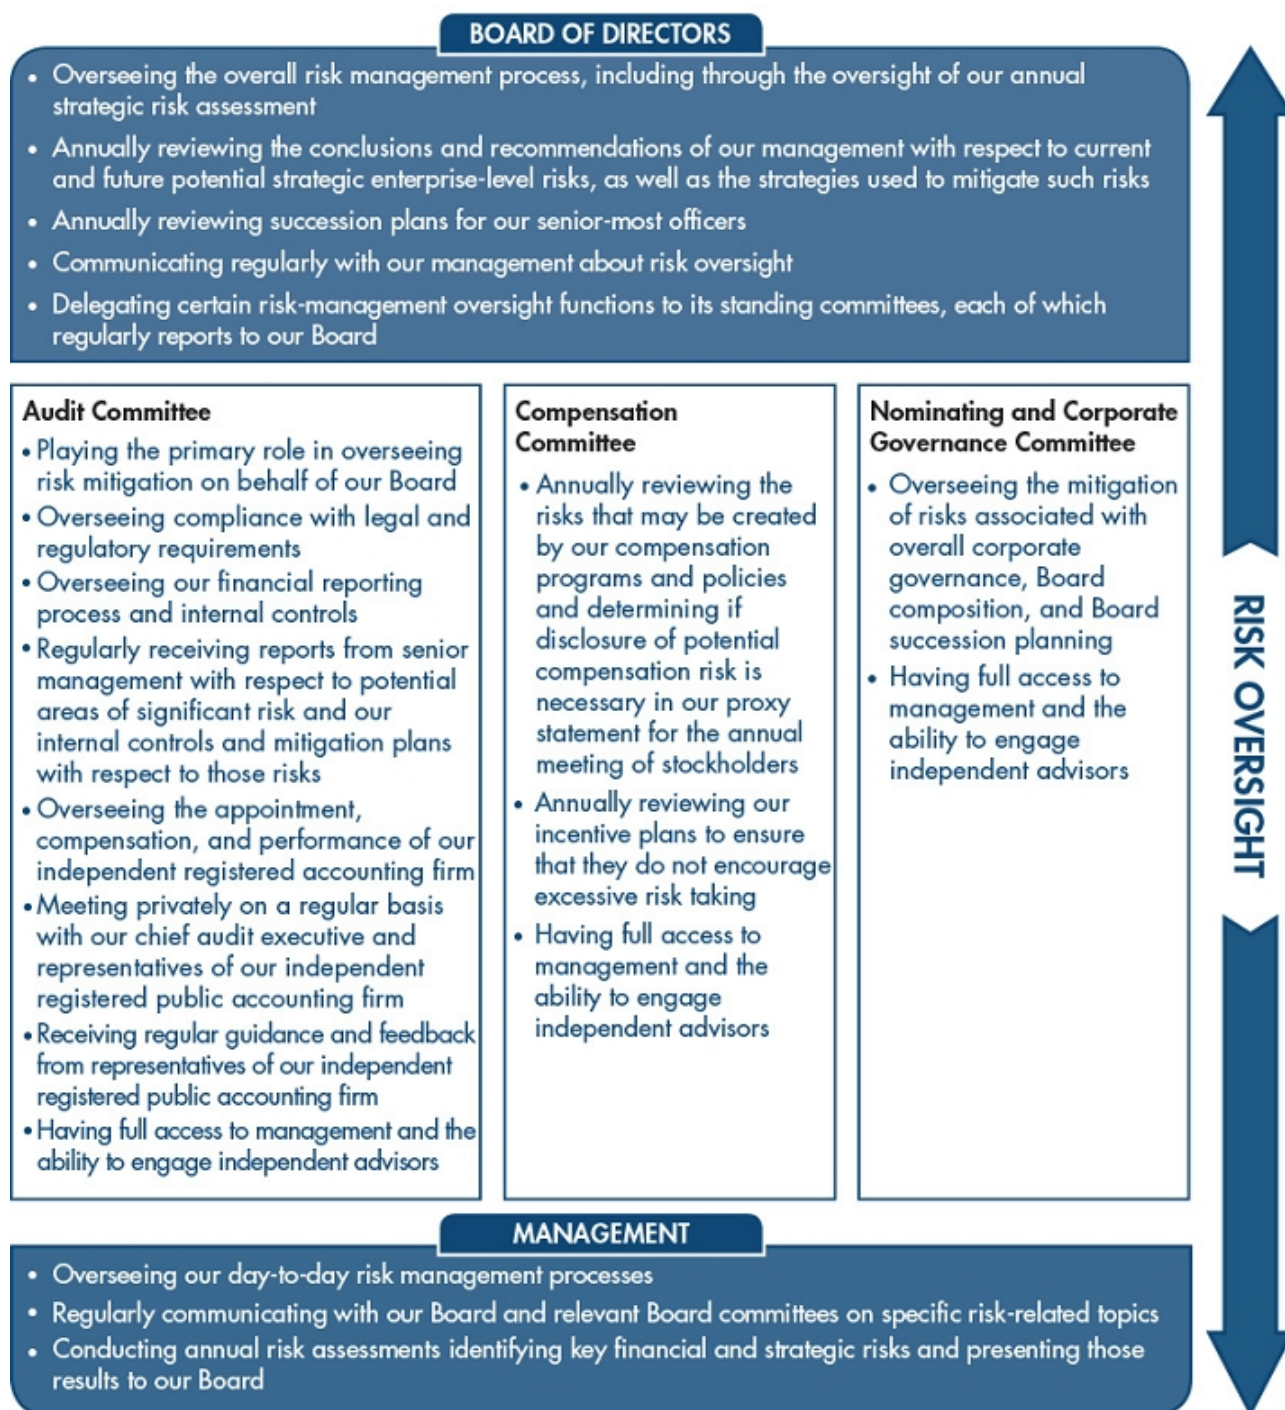 BOARD OF DIRECTORS
• Overseeing the overall risk management process, including through the oversight of our annual
strategic risk assessment
• Annually reviewing the conclusions and recommendations of our management with respect to current
and future potential strategic enterprise-level risks, as well as the strategies used to mitigate such risks
• Annually reviewing succession plans for our senior-most officers
• Communicating regularly with our management about risk oversight
• Delegating certain risk-management oversight functions to its standing committees, each of which
regularly reports to our Board
Audit Committee
• Playing the primary role in overseeing
risk mitigation on behalf of our Board
• Overseeing compliance with legal and
regulatory requirements
• Overseeing our financial reporting
process and internal controls
• Regularly receiving reports from senior
management with respect to potential
areas of significant risk and our
internal controls and mitigation plans
with respect to those risks
• Overseeing the appointment,
compensation, and performance of our
independent registered accounting firm
• Meeting privately on a regular basis
with our chief audit executive and
representatives of our independent
registered public accounting firm
• Receiving regular guidance and feedback
from representatives of our independent
registered public accounting firm
• Having full access to management and the
ability to engage independent advisors
Compensation
Committee
• Annually reviewing the
risks that may be created
by our compensation
programs and policies
and determining if
disclosure of potential
compensation risk is
necessary in our proxy
statement for the annual
meeting of stockholders
• Annually reviewing our
incentive plans to ensure
that they do not encourage
excessive risk taking
• Having full access to
management and the
ability to engage
independent advisors
Nominating and Corporate
Governance Committee
• Overseeing the mitigation
of risks associated with
overall corporate
governance, Board
composition, and Board
succession planning
• Having full access to
management and the
ability to engage
independent advisors
MANAGEMENT
• Overseeing our day-to-day risk management processes
• Regularly communicating with our Board and relevant Board committees on specific risk-related topics
• Conducting annual risk assessments identifying key financial and strategic risks and presenting those
results to our Board
RISK OVERSIGHT